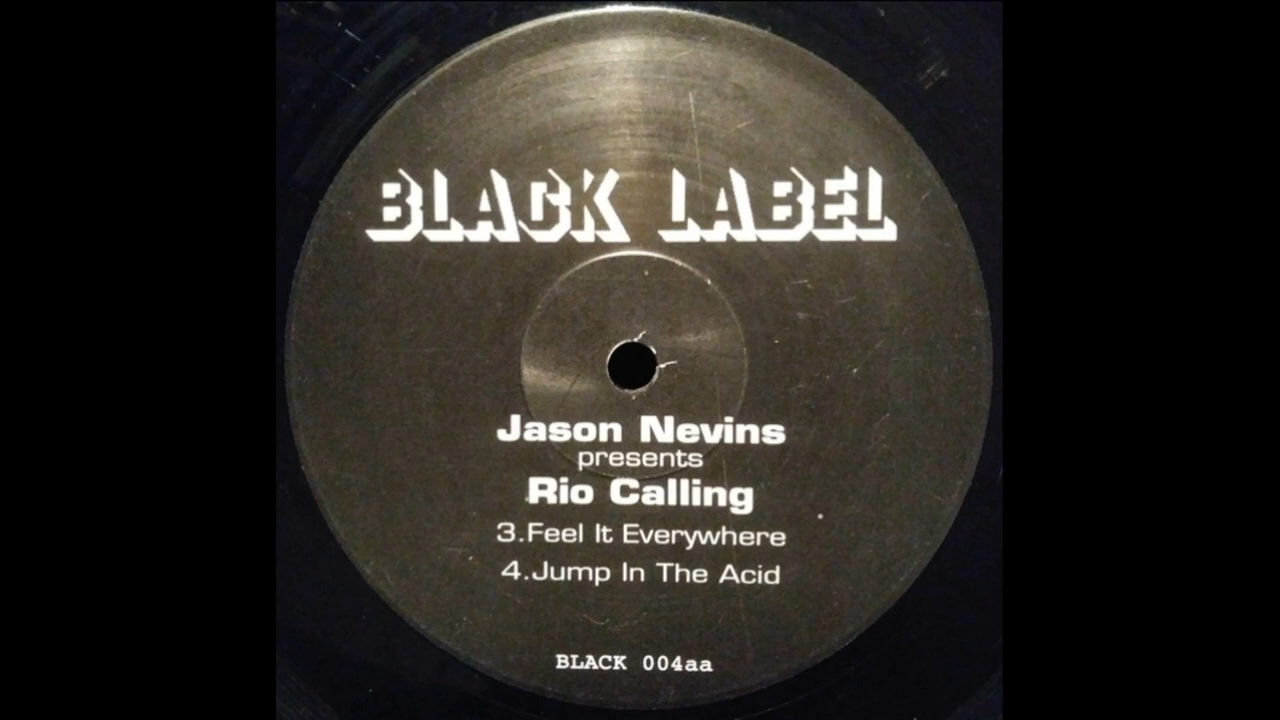 BLACK LABEL
Jason Nevins
presents
Rio Calling
3.Feel It Everywhere
4.Jump In The Acid
BLACK 004aa